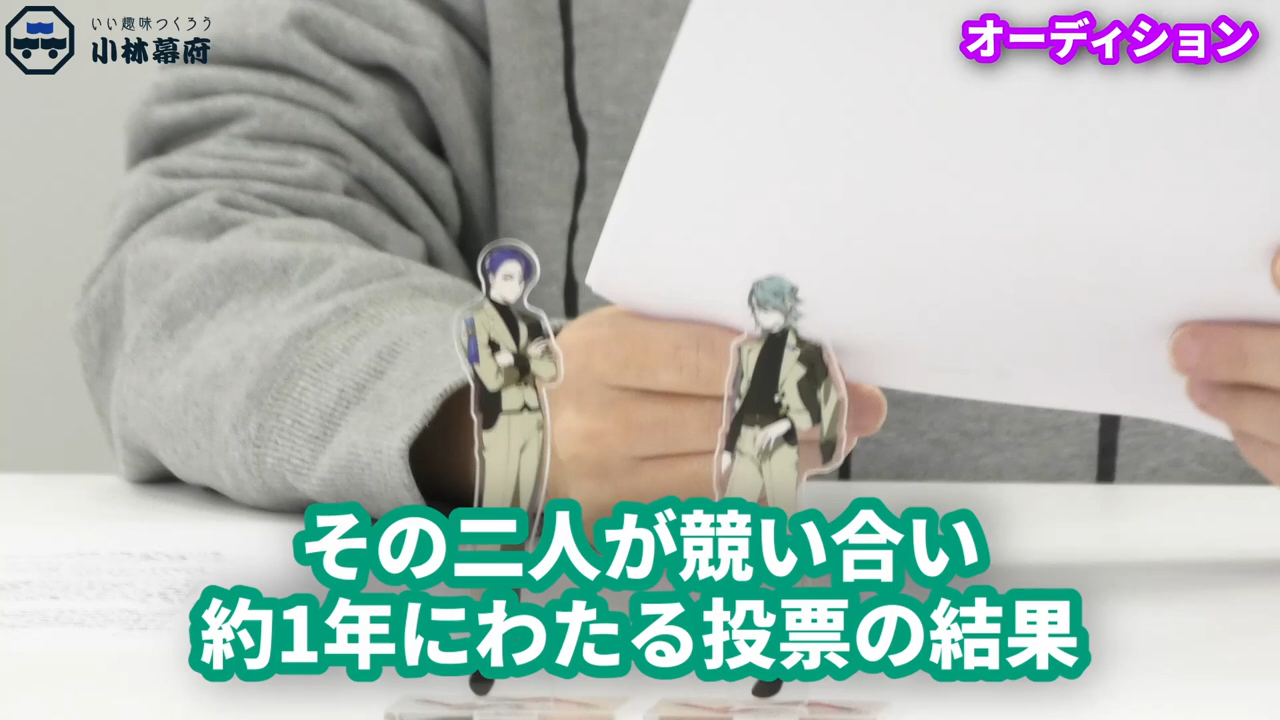 いい趣味つくろう
小林幕府
オーディション
その二人が競い合い
約1年にわたる投票の結果